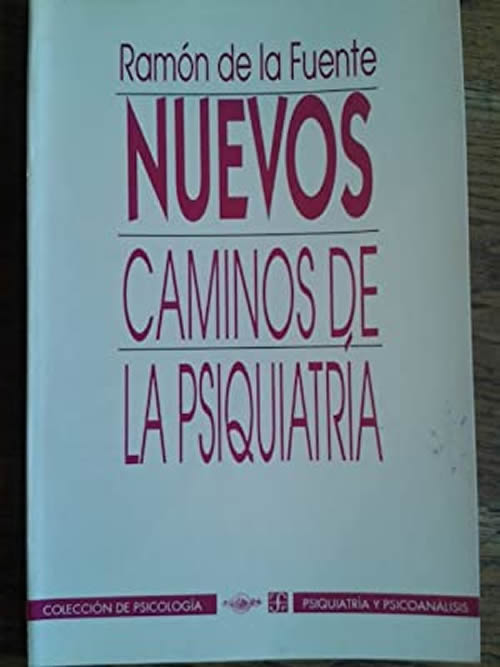 Ramón de la Fuente
NUEVOS
CAMINOS DE
LA PSIQUIATRÍA
COLECCIÓN DE PSICOLOGÍA
PSIQUIATRÍA Y PSICOANÁLISIS